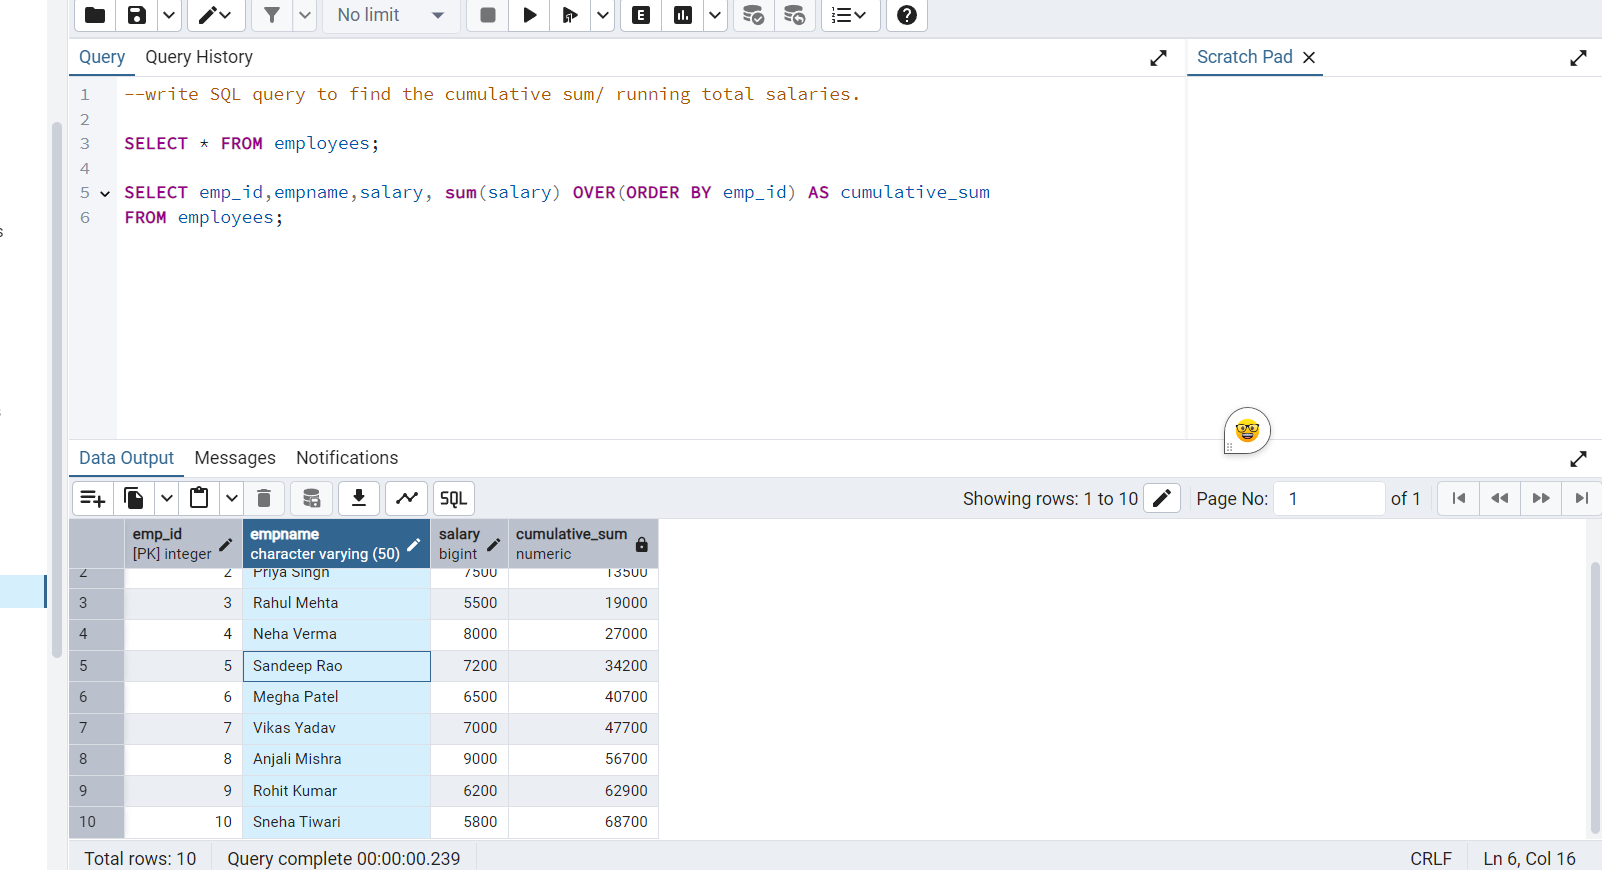 No limit
E
Query Query History Scratch Pad
1 --write SQL query to find the cumulative sum/ running total salaries.
2
3 SELECT * FROM employees;
4
5 SELECT emp_id,empname,salary, sum(salary) OVER(ORDER BY emp_id) AS cumulative_sum
6 FROM employees;
Data Output Messages Notifications
SQL Showing rows: 1 to 10 Page No: 1 of 1
emp_id empname salary cumulative_sum
[PK] integer character varying (50) bigint numeric
2 2 Priya Singh 7500 13500
3 3 Rahul Mehta 5500 19000
4 4 Neha Verma 8000 27000
5 5 Sandeep Rao 7200 34200
6 6 Megha Patel 6500 40700
7 7 Vikas Yadav 7000 47700
8 8 Anjali Mishra 9000 56700
9 9 Rohit Kumar 6200 62900
10 10 Sneha Tiwari 5800 68700
Total rows: 10 Query complete 00:00:00.239 CRLF Ln 6, Col 16